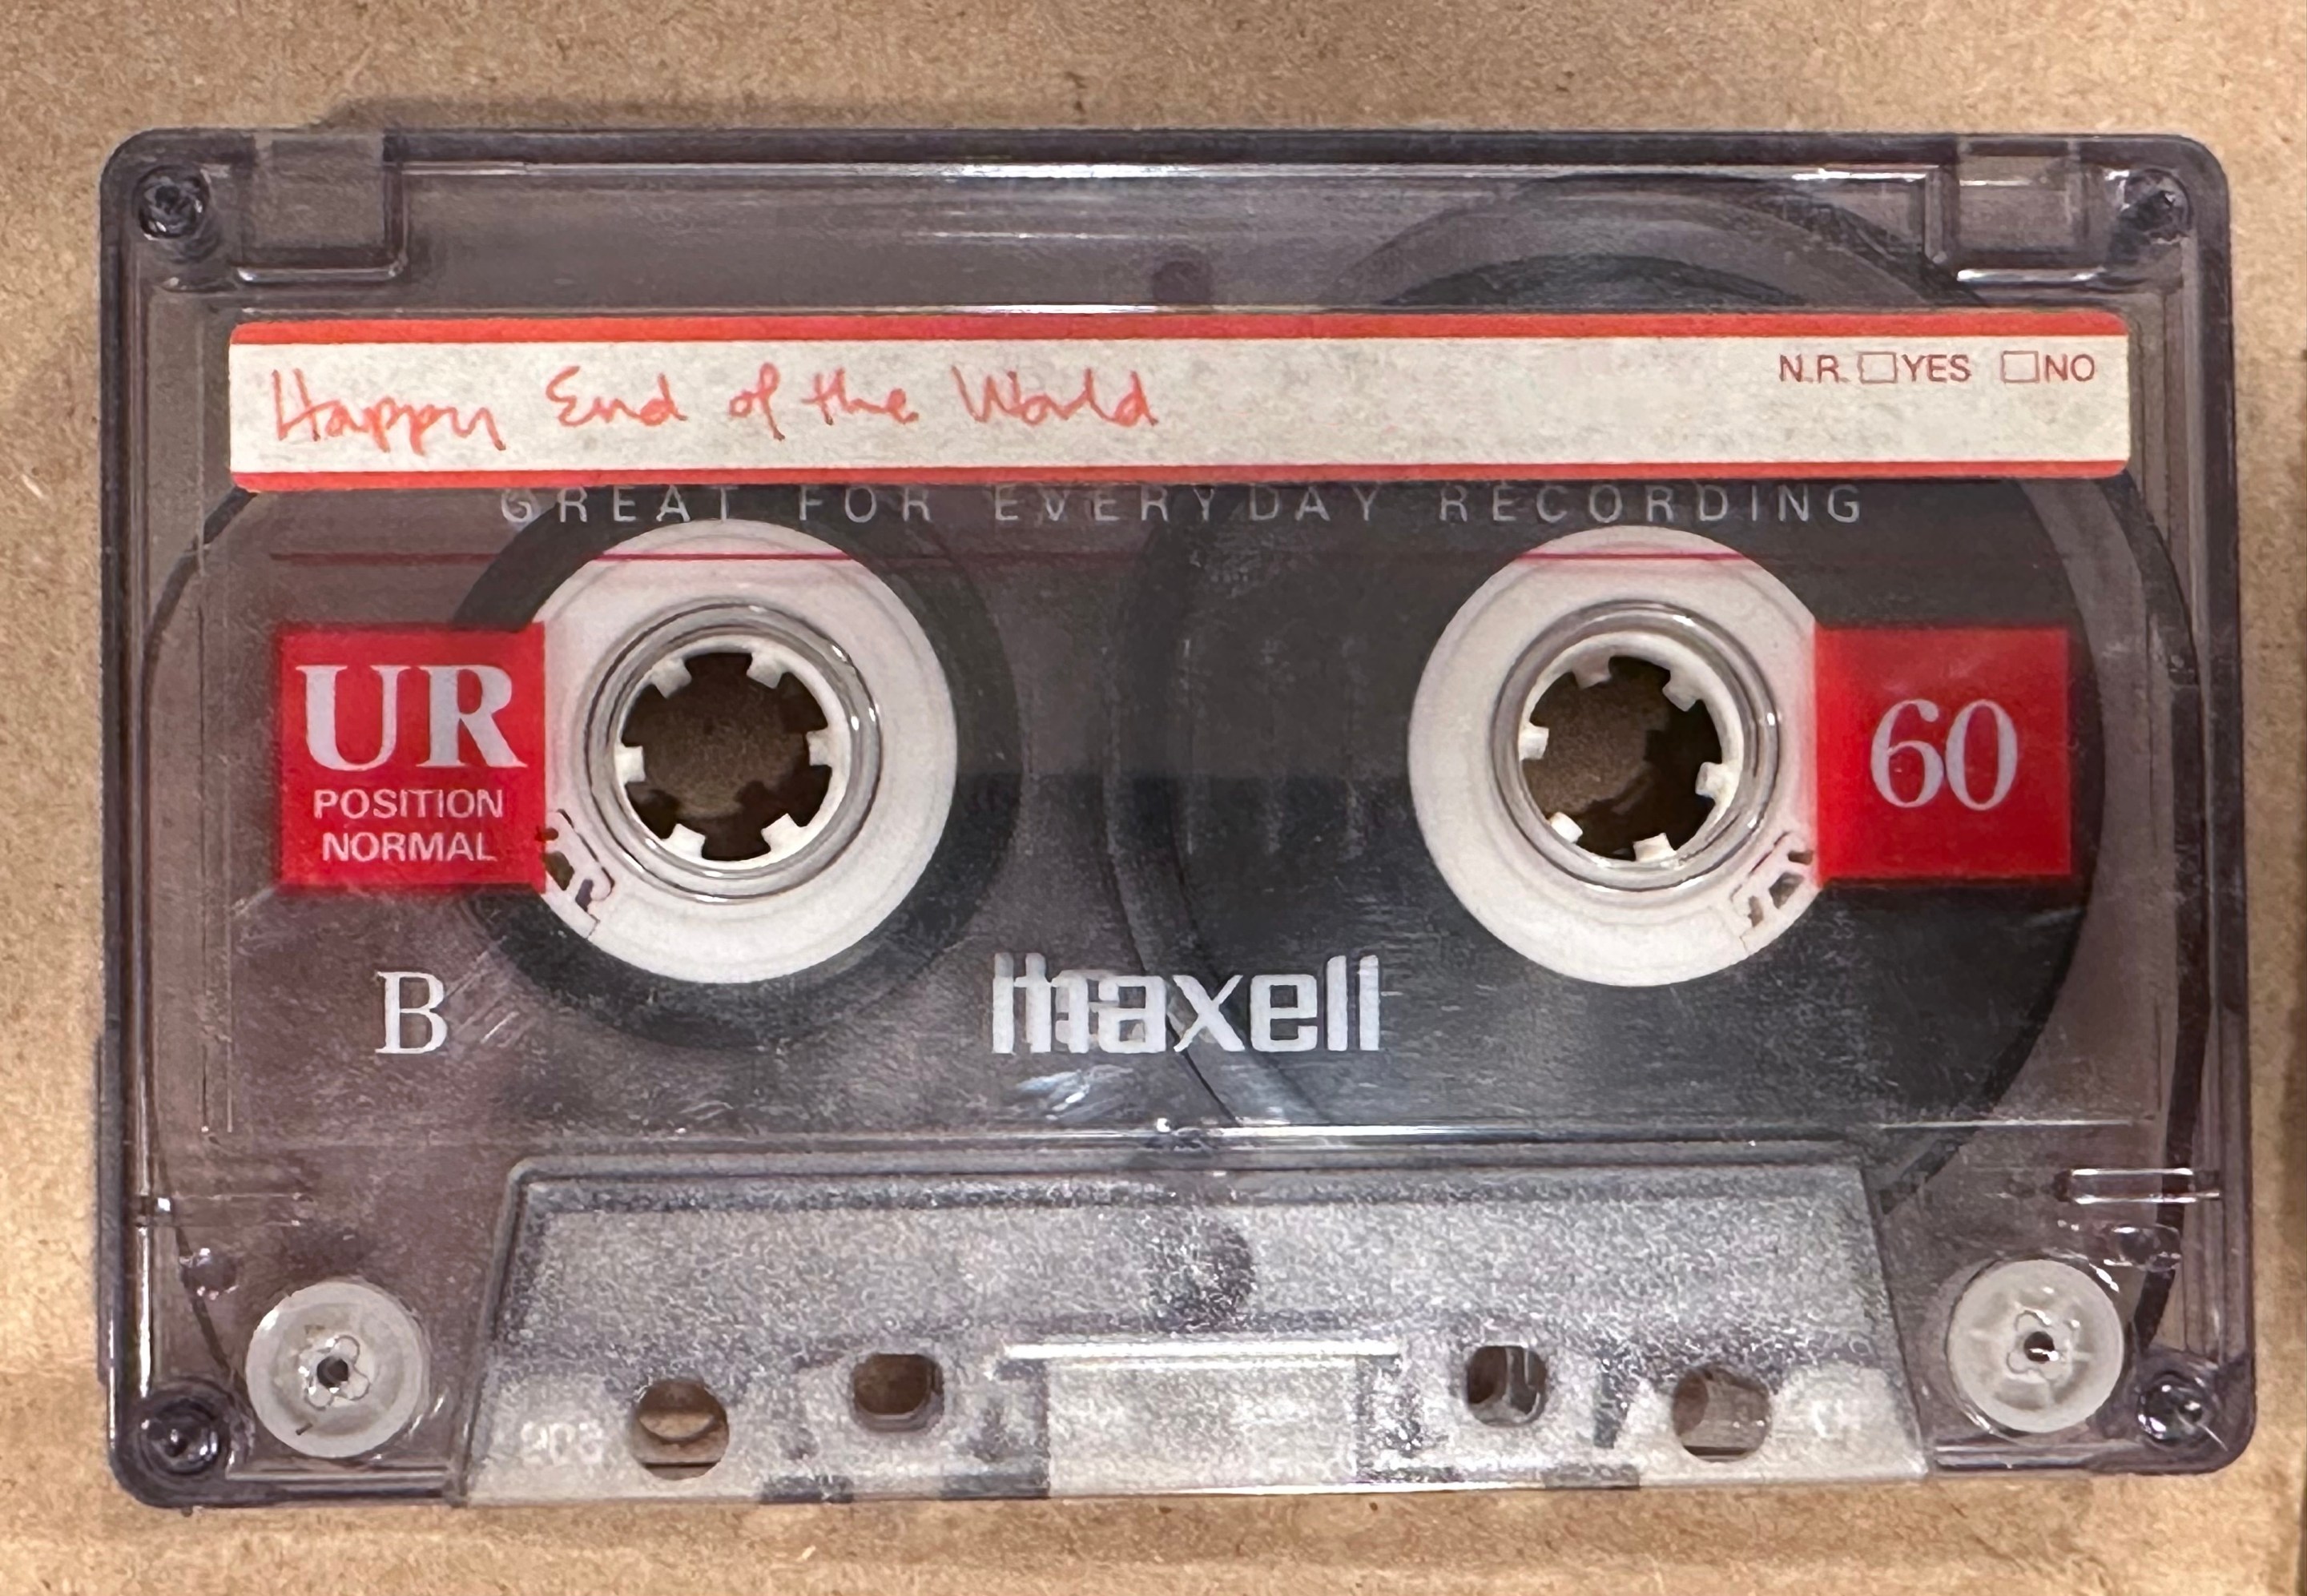 Happy End of the World
N.R. □YES □NO
GREAT FOR EVERYDAY RECORDING
UR
POSITION
NORMAL
60
B
maxell